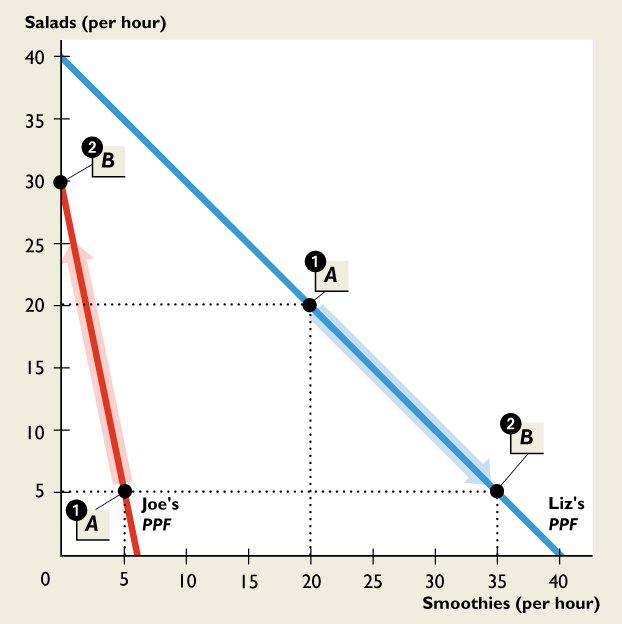 Salads (per hour)
40
35
2
B
30
25
1
A
20
15
2
B
10
5
1
A
Joe's
PPF
Liz's
PPF
0 5 10 15 20 25 30 35 40
Smoothies (per hour)